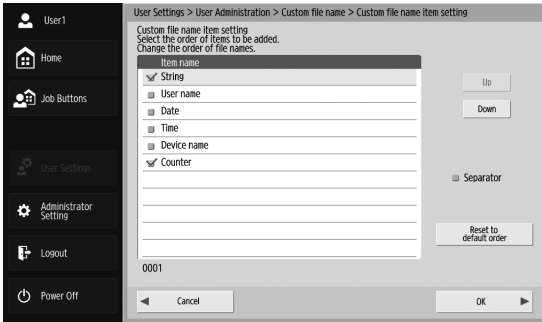 User1
Home
Job Buttons
User Settings
Administrator
Setting
Logout
Power Off
User Settings > User Administration > Custom file name > Custom file name item setting
Custom file name item setting
Select the order of items to be added.
Change the order of file names.
Item name
String
User name
Date
Time
Device name
Counter
0001
Up
Down
Separator
Reset to
default order
Cancel
OK